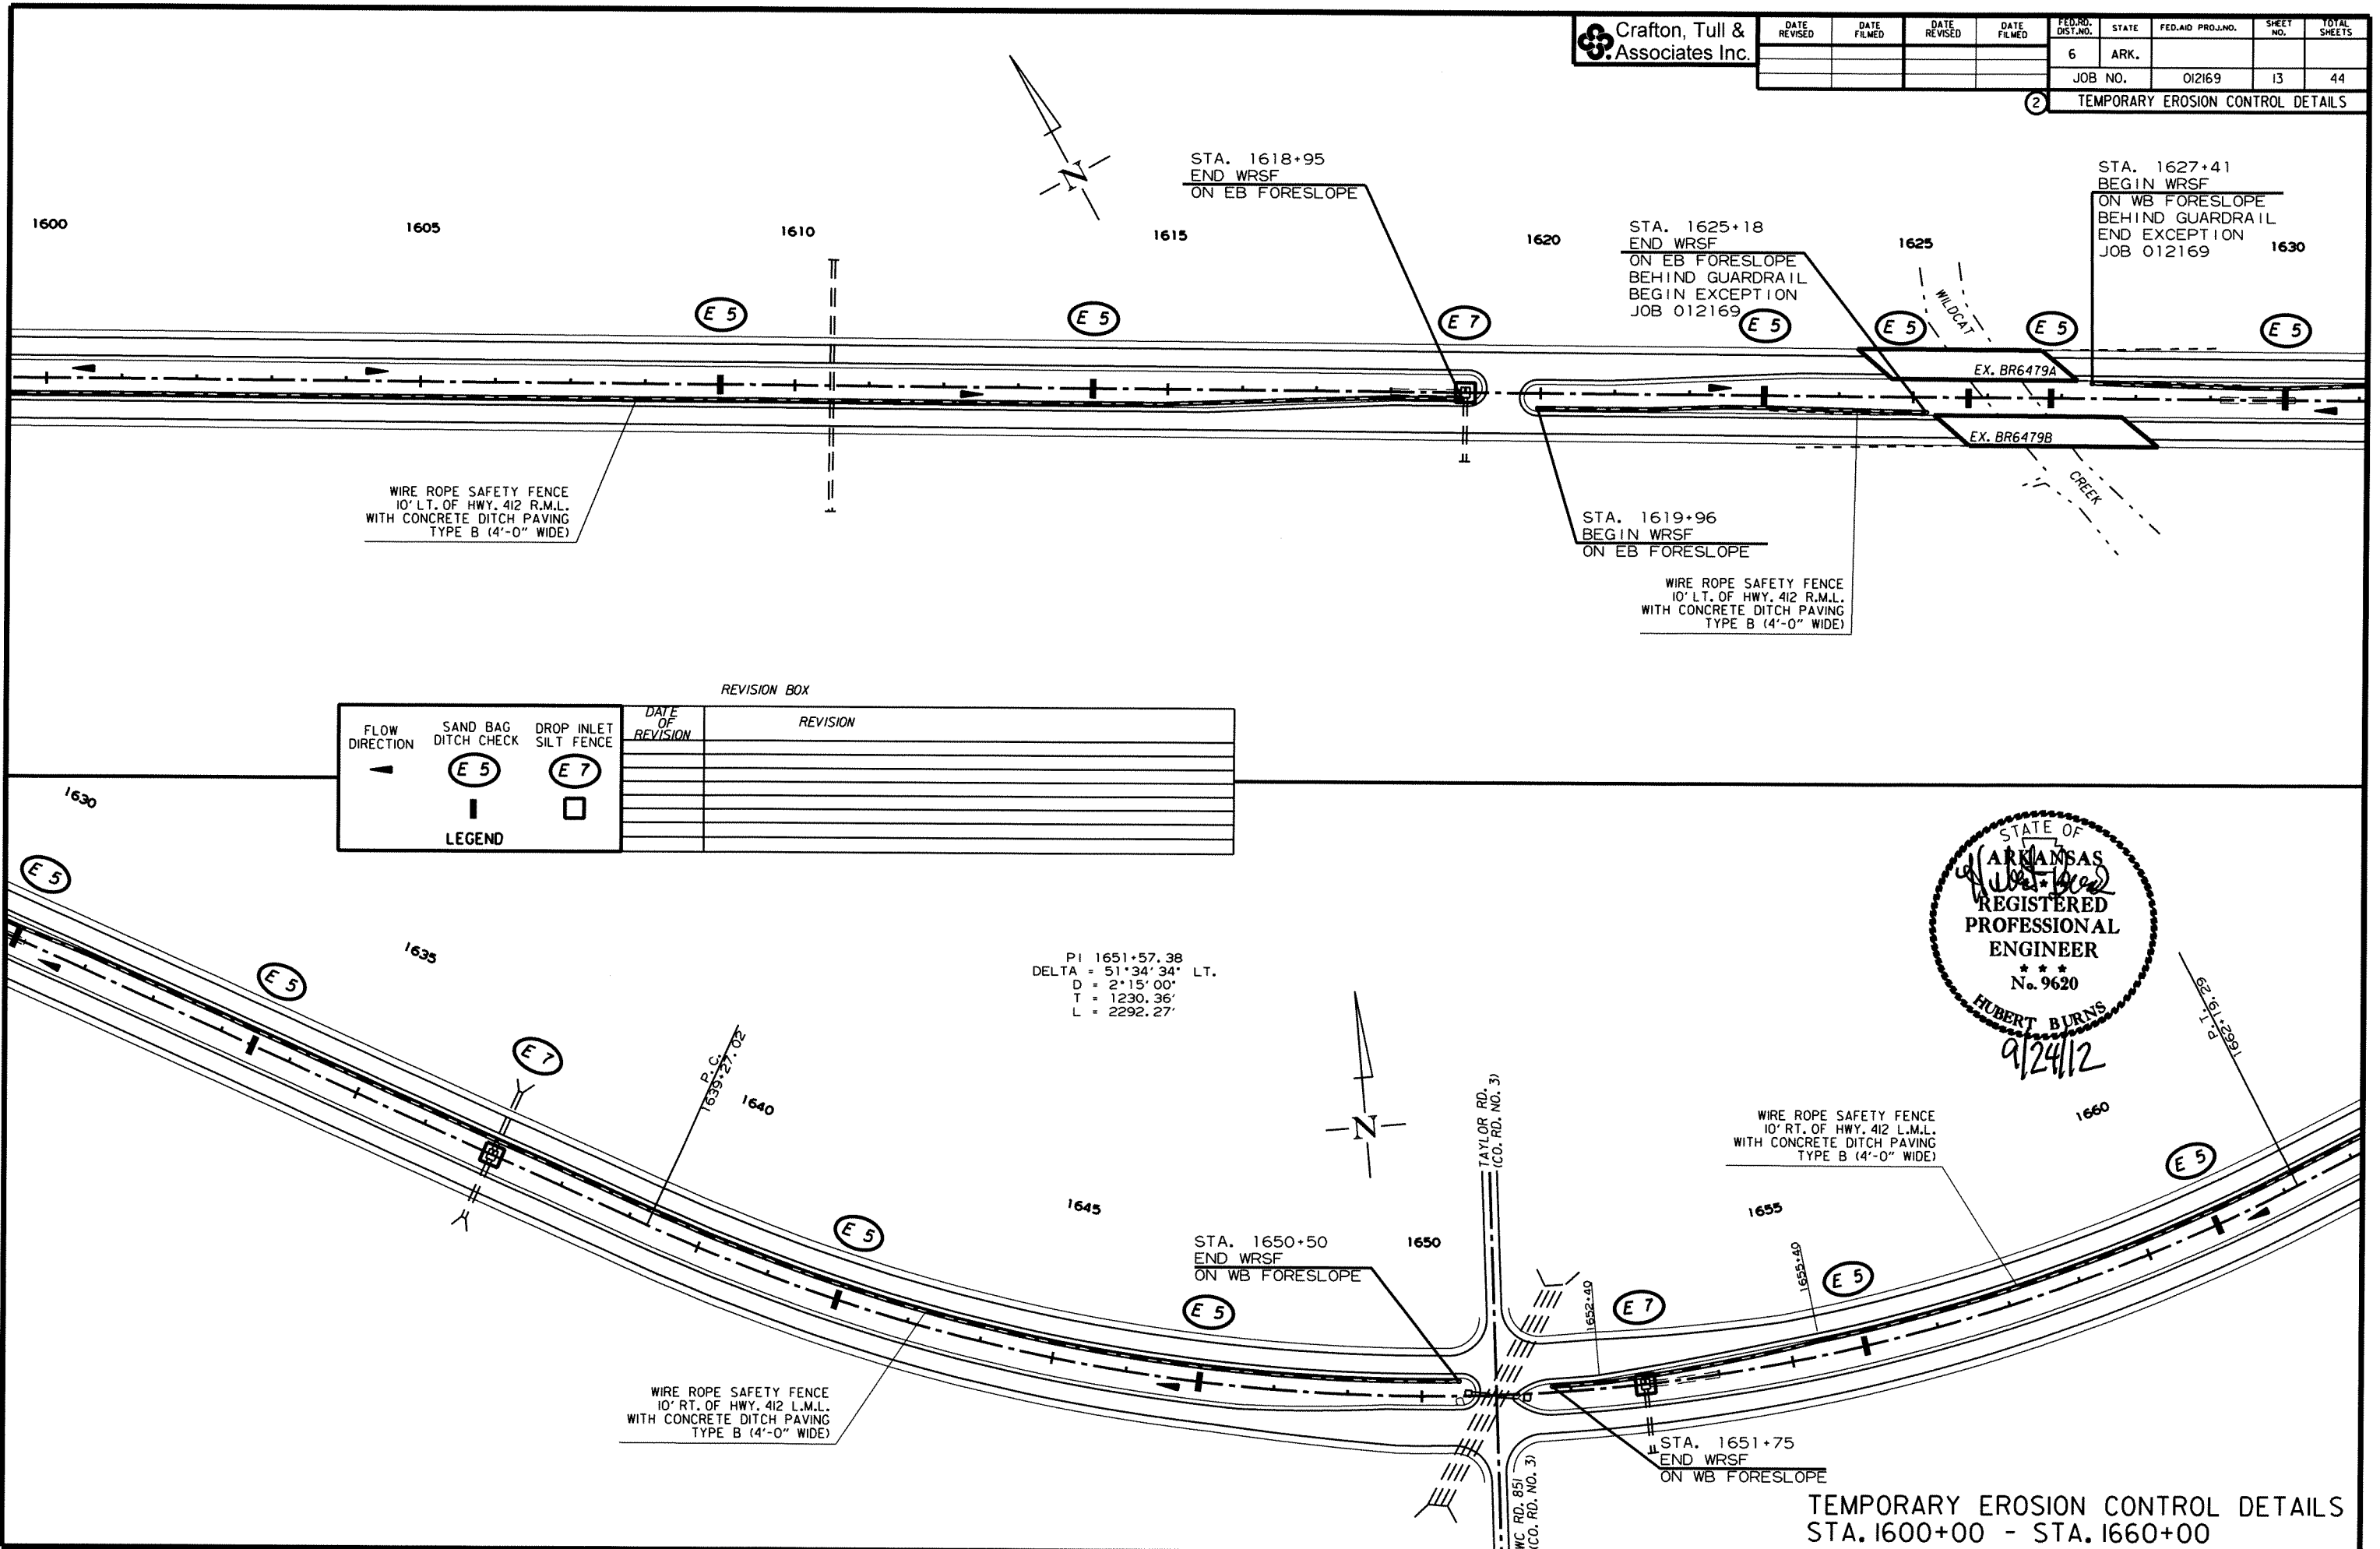 Crafton, Tull &
Associates Inc.
DATE REVISED
DATE FILMED
DATE REVISED
DATE FILMED
FED.RD. DIST.NO.
STATE
FED.AID PROJ.NO.
SHEET NO.
TOTAL SHEETS
6
ARK.
JOB NO.
012169
13
44
2
TEMPORARY EROSION CONTROL DETAILS
STA. 1618+95
END WRSF
ON EB FORESLOPE
STA. 1625+18
END WRSF
ON EB FORESLOPE
BEHIND GUARDRAIL
BEGIN EXCEPTION
JOB 012169
STA. 1627+41
BEGIN WRSF
ON WB FORESLOPE
BEHIND GUARDRAIL
END EXCEPTION
JOB 012169
N
1600
1605
1610
1615
1620
1625
1630
E 5
E 5
E 7
E 5
E 5
E 5
E 5
WILDCAT
CREEK
EX. BR6479A
EX. BR6479B
WIRE ROPE SAFETY FENCE
10' LT. OF HWY. 412 R.M.L.
WITH CONCRETE DITCH PAVING
TYPE B (4'-0" WIDE)
STA. 1619+96
BEGIN WRSF
ON EB FORESLOPE
WIRE ROPE SAFETY FENCE
10' LT. OF HWY. 412 R.M.L.
WITH CONCRETE DITCH PAVING
TYPE B (4'-0" WIDE)
REVISION BOX
DATE OF REVISION
REVISION
FLOW DIRECTION
SAND BAG DITCH CHECK
DROP INLET SILT FENCE
E 5
E 7
LEGEND
1630
E 5
1635
E 5
E 7
P.C.
1639+27.02
1640
PI 1651+57.38
DELTA = 51°34'34" LT.
D = 2°15'00"
T = 1230.36'
L = 2292.27'
N
STATE OF
ARKANSAS
REGISTERED
PROFESSIONAL
ENGINEER
* * *
No. 9620
HUBERT BURNS
9/24/12
P.T.
1662+19.29
1645
E 5
STA. 1650+50
END WRSF
ON WB FORESLOPE
1650
E 5
TAYLOR RD.
(CO. RD. NO. 3)
WC RD. 851
(CO. RD. NO. 3)
1652+40
E 7
1655+40
E 5
1655
WIRE ROPE SAFETY FENCE
10' RT. OF HWY. 412 L.M.L.
WITH CONCRETE DITCH PAVING
TYPE B (4'-0" WIDE)
1660
E 5
WIRE ROPE SAFETY FENCE
10' RT. OF HWY. 412 L.M.L.
WITH CONCRETE DITCH PAVING
TYPE B (4'-0" WIDE)
STA. 1651+75
END WRSF
ON WB FORESLOPE
TEMPORARY EROSION CONTROL DETAILS
STA. 1600+00 - STA. 1660+00